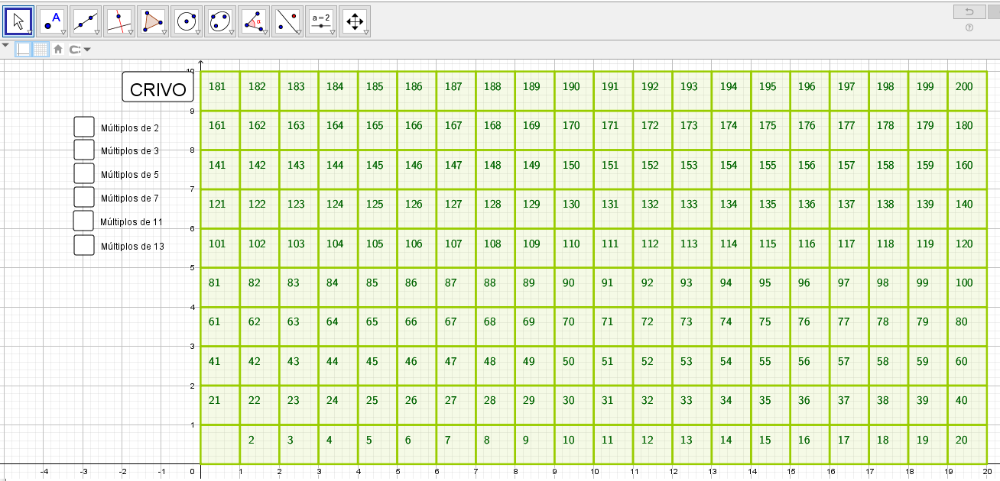 A
α
a=2
CRIVO
Múltiplos de 2
Múltiplos de 3
Múltiplos de 5
Múltiplos de 7
Múltiplos de 11
Múltiplos de 13
10
9
8
7
6
5
4
3
2
1
181 182 183 184 185 186 187 188 189 190 191 192 193 194 195 196 197 198 199 200
161 162 163 164 165 166 167 168 169 170 171 172 173 174 175 176 177 178 179 180
141 142 143 144 145 146 147 148 149 150 151 152 153 154 155 156 157 158 159 160
121 122 123 124 125 126 127 128 129 130 131 132 133 134 135 136 137 138 139 140
101 102 103 104 105 106 107 108 109 110 111 112 113 114 115 116 117 118 119 120
81 82 83 84 85 86 87 88 89 90 91 92 93 94 95 96 97 98 99 100
61 62 63 64 65 66 67 68 69 70 71 72 73 74 75 76 77 78 79 80
41 42 43 44 45 46 47 48 49 50 51 52 53 54 55 56 57 58 59 60
21 22 23 24 25 26 27 28 29 30 31 32 33 34 35 36 37 38 39 40
2 3 4 5 6 7 8 9 10 11 12 13 14 15 16 17 18 19 20
-4 -3 -2 -1 0 1 2 3 4 5 6 7 8 9 10 11 12 13 14 15 16 17 18 19 20